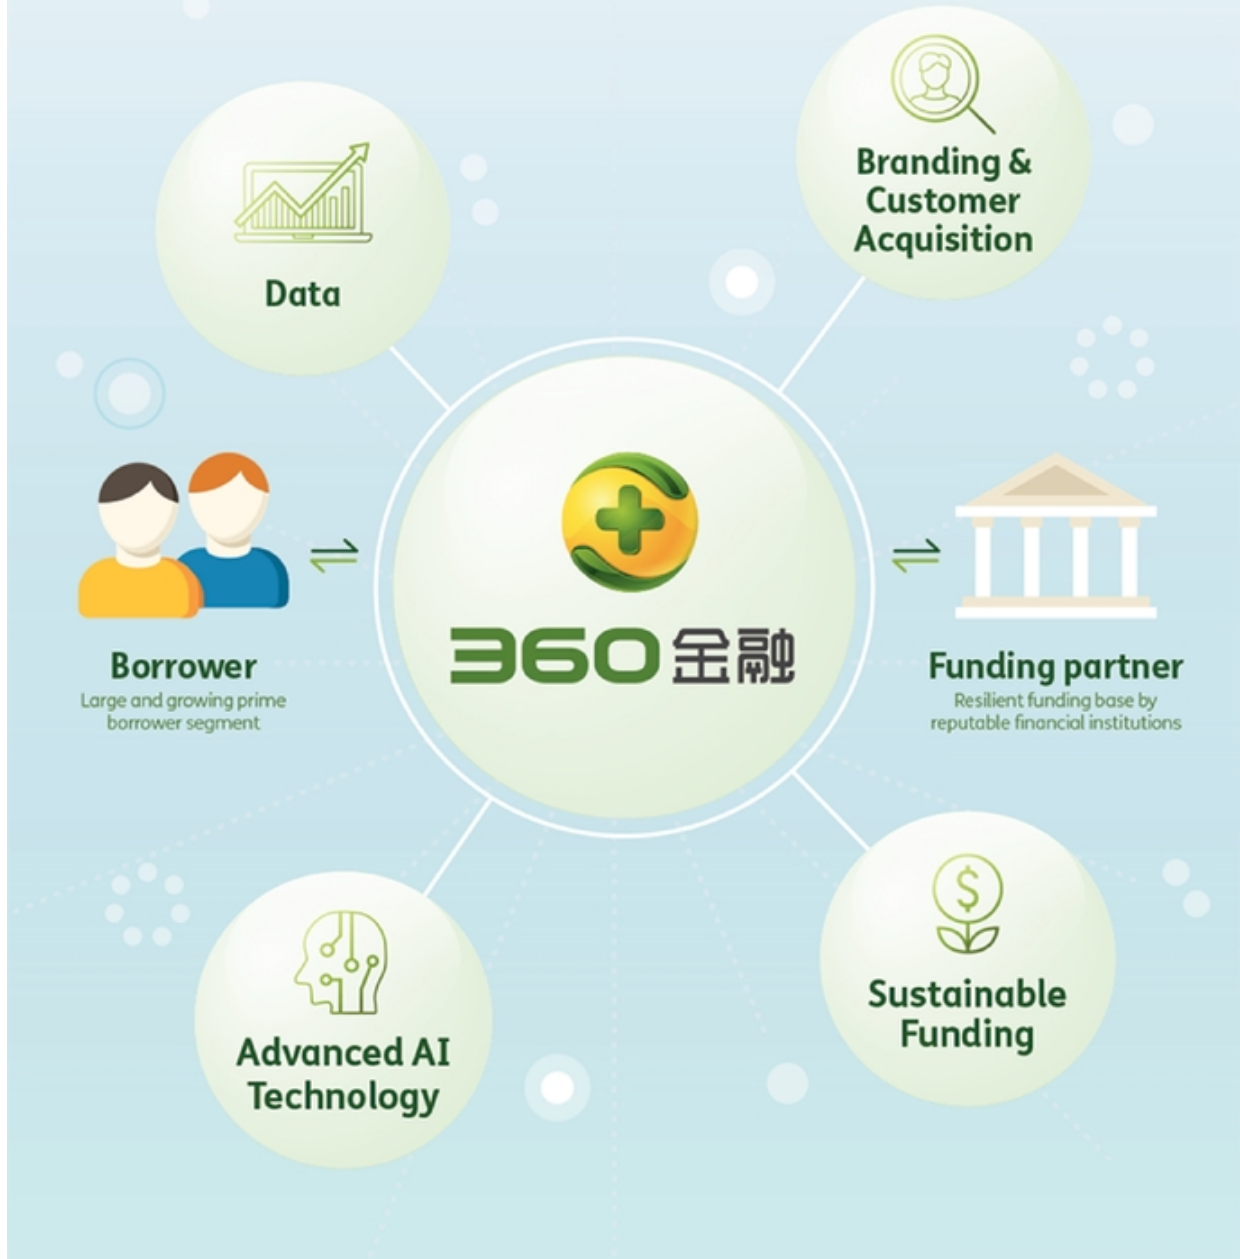 Branding &
Customer
Acquisition
Data
360金融
Borrower
Large and growing prime
borrower segment
Funding partner
Resilient funding base by
reputable financial institutions
Advanced AI
Technology
$
Sustainable
Funding